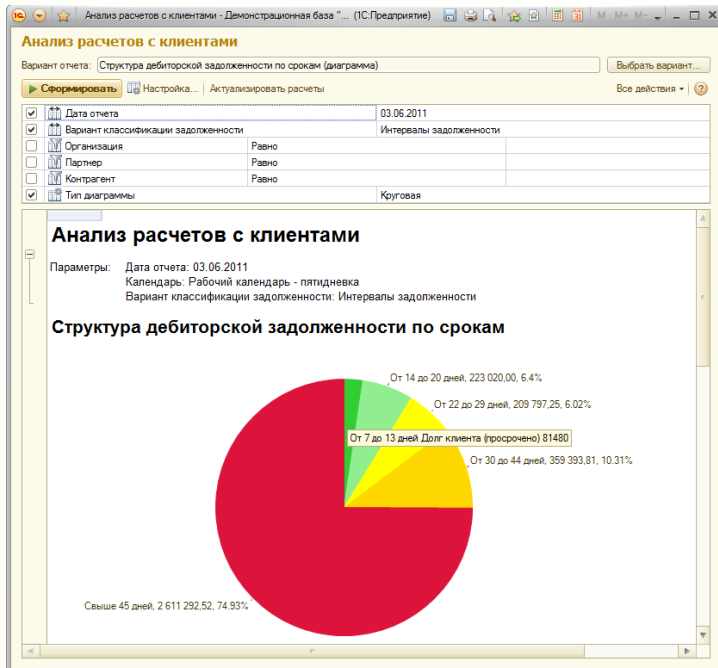 Анализ расчетов с клиентами - Демонстрационная база "... (1С:Предприятие) M M+ M-
Анализ расчетов с клиентами
Вариант отчета: Структура дебиторской задолженности по срокам (диаграмма) Выбрать вариант...
Сформировать Настройка... Актуализировать расчеты Все действия
Дата отчета 03.06.2011
Вариант классификации задолженности Интервалы задолженности
Организация Равно
Партнер Равно
Контрагент Равно
Тип диаграммы Круговая
Анализ расчетов с клиентами
Параметры: Дата отчета: 03.06.2011
Календарь: Рабочий календарь - пятидневка
Вариант классификации задолженности: Интервалы задолженности
Структура дебиторской задолженности по срокам
От 14 до 20 дней, 223 020,00, 6.4%
От 22 до 29 дней, 209 797,25, 6.02%
От 7 до 13 дней Долг клиента (просрочено) 81480
От 30 до 44 дней, 359 393,81, 10.31%
Свыше 45 дней, 2 611 292,52, 74.93%